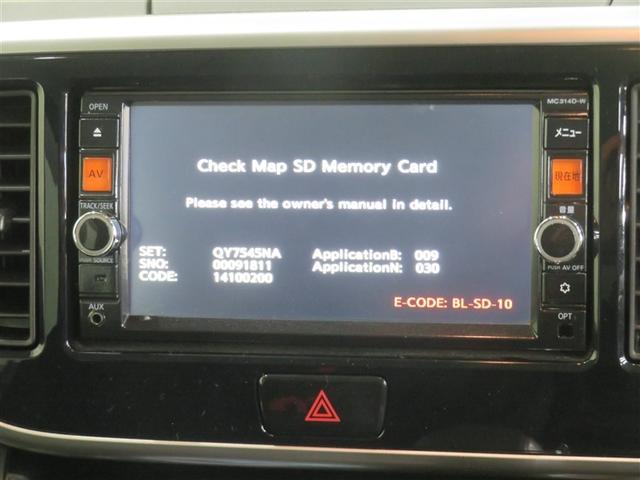 OPEN
MC314D-W
メニュー
AV
現在地
TRACK/SEEK
音量
PUSH SOURCE
PUSH AV OFF
AUX
OPT
Check Map SD Memory Card
Please see the owner's manual in detail.
SET: QY7545NA ApplicationB: 009
SNO: 00091811 ApplicationN: 030
CODE: 14100200
E-CODE: BL-SD-10